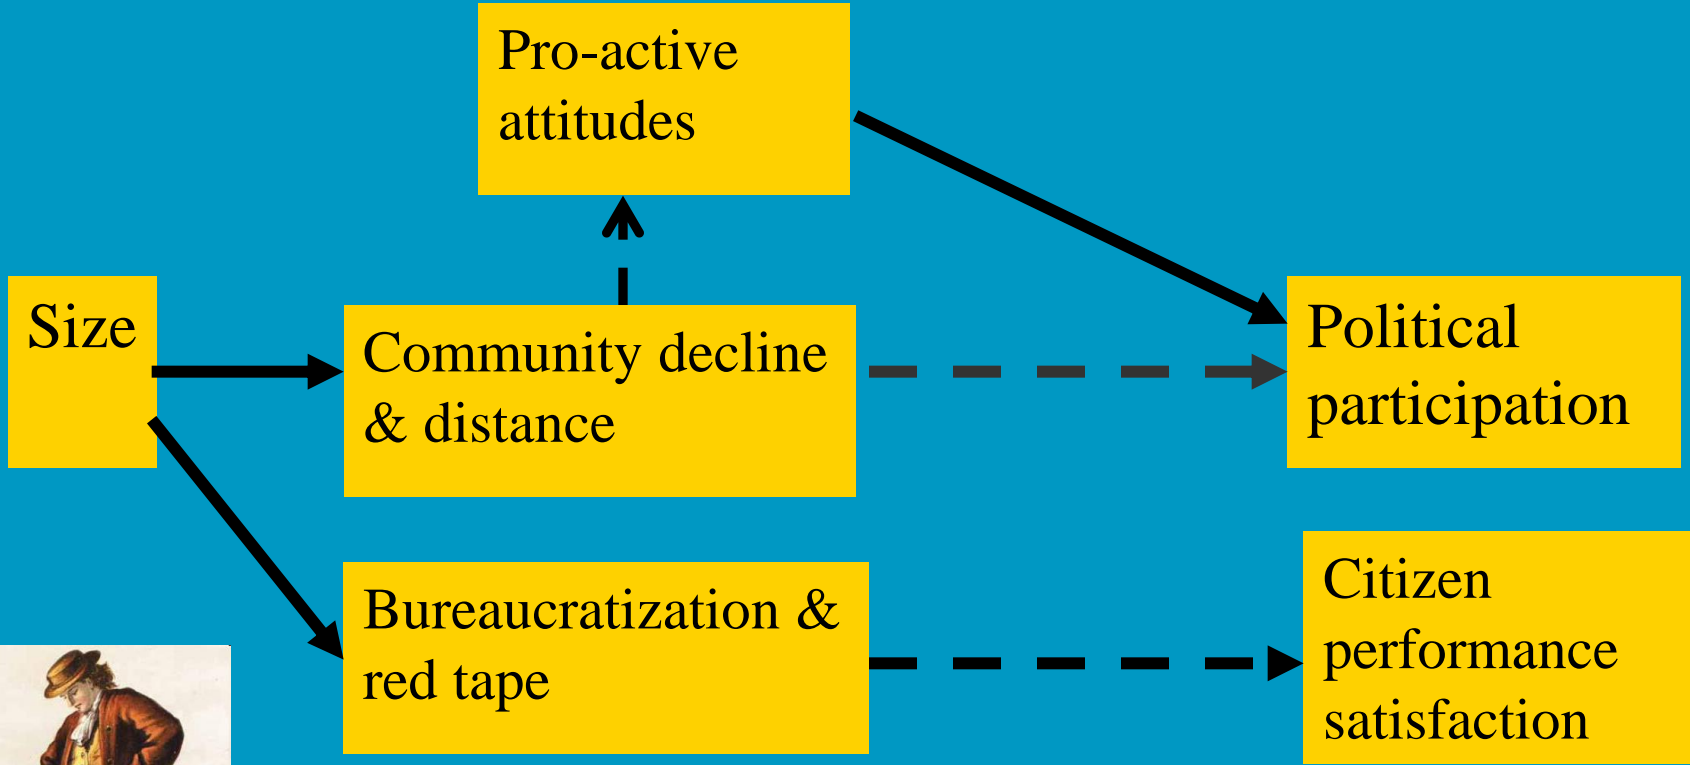 Pro-active
attitudes
Size
Community decline
& distance
Political
participation
Bureaucratization &
red tape
Citizen
performance
satisfaction